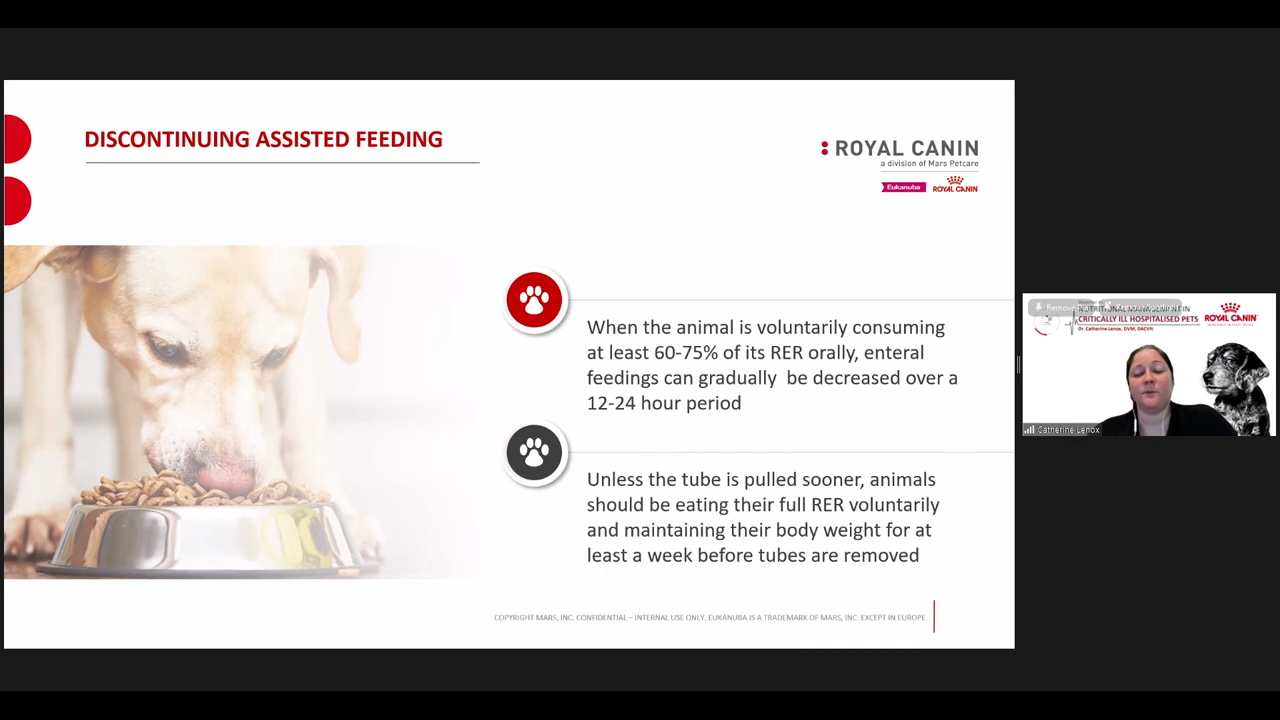 DISCONTINUING ASSISTED FEEDING
ROYAL CANIN
a division of Mars Petcare
Eukanuba
ROYAL CANIN
When the animal is voluntarily consuming
at least 60-75% of its RER orally, enteral
feedings can gradually be decreased over a
12-24 hour period
Unless the tube is pulled sooner, animals
should be eating their full RER voluntarily
and maintaining their body weight for at
least a week before tubes are removed
COPYRIGHT MARS, INC. CONFIDENTIAL – INTERNAL USE ONLY. EUKANUBA IS A TRADEMARK OF MARS, INC. EXCEPT IN EUROPE
NUTRITIONAL MANAGEMENT IN
CRITICALLY ILL HOSPITALISED PETS
Dr. Catherine Lenox, DVM, DACVN
ROYAL CANIN
Catherine Lenox